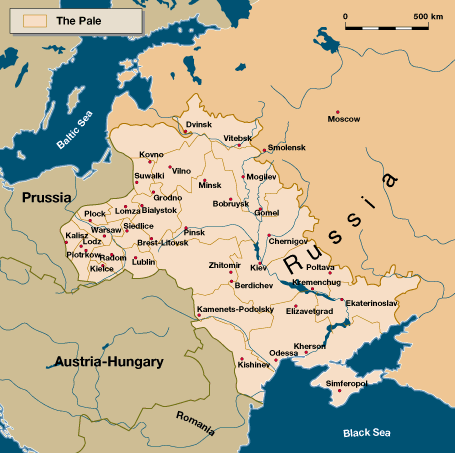 The Pale
0 500 km
Moscow
Dvinsk
Vitebsk
Smolensk
Baltic Sea
Kovno
Vilno
Suwalki
Minsk
Mogilev
Prussia
Grodno
Lomza
Bialystok
Bobruysk
Gomel
Plock
Russia
Kalisz
Warsaw
Siedlice
Pinsk
Lodz
Brest-Litovsk
Chernigov
Piotrkow
Radom
Lublin
Kielce
Zhitomir
Kiev
Poltava
Berdichev
Kremenchug
Ekaterinoslav
Kamenets-Podolsky
Elizavetgrad
Austria-Hungary
Kherson
Kishinev
Odessa
Simferopol
Romania
Black Sea